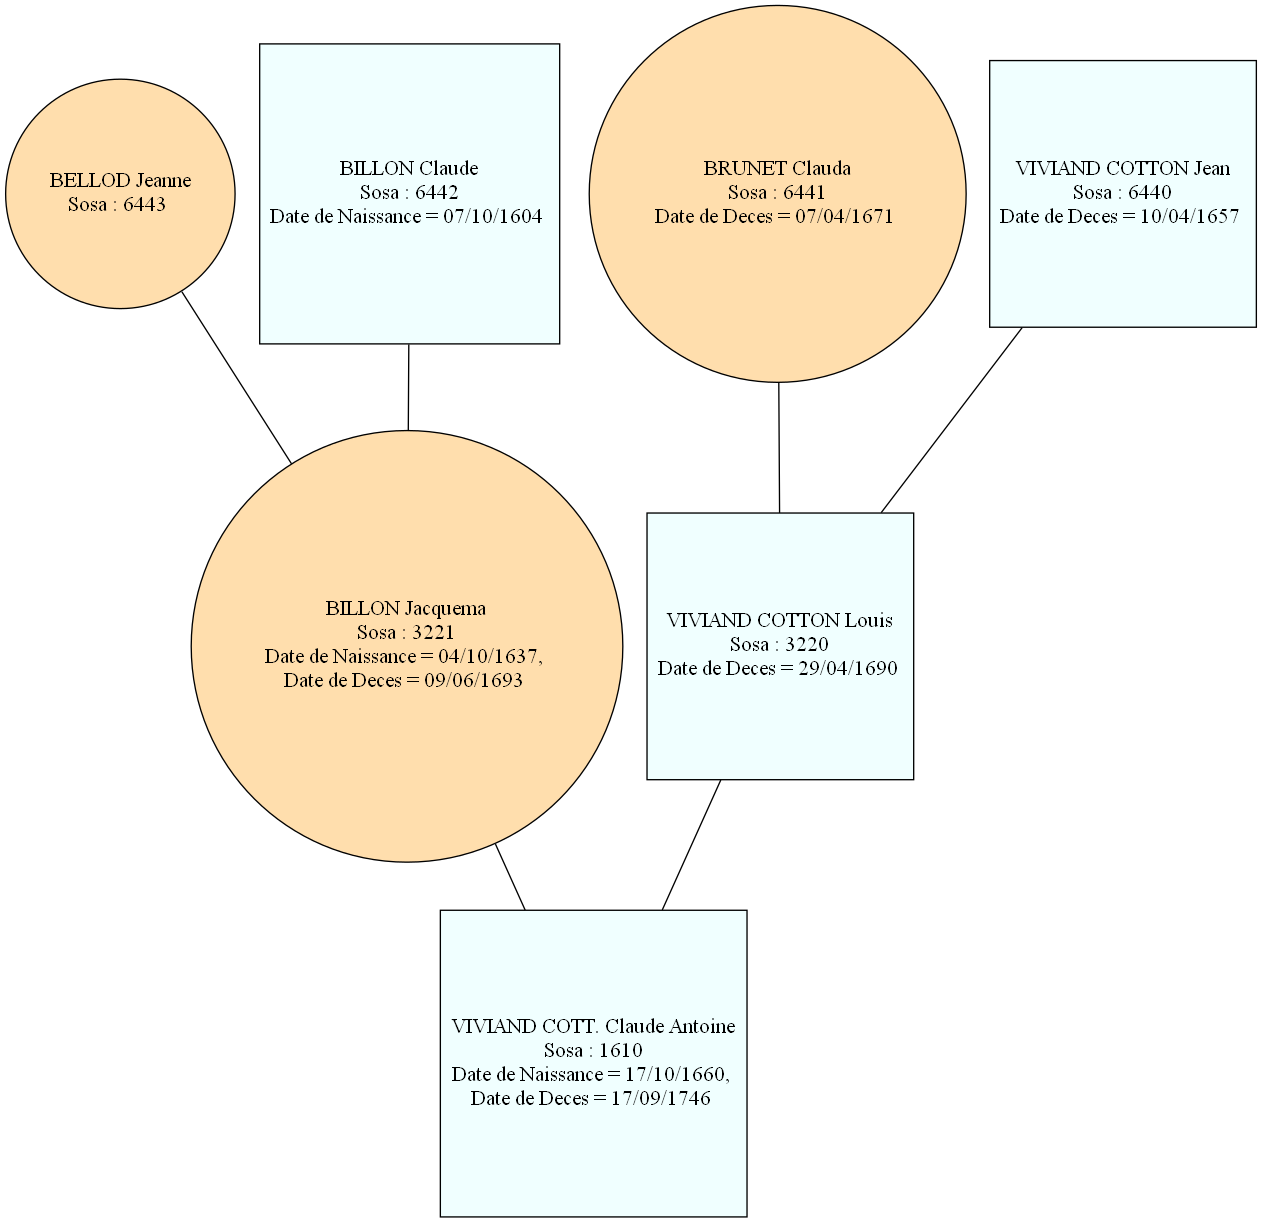 BELLOD Jeanne
Sosa : 6443
BILLON Claude
Sosa : 6442
Date de Naissance = 07/10/1604
BRUNET Clauda
Sosa : 6441
Date de Deces = 07/04/1671
VIVIAND COTTON Jean
Sosa : 6440
Date de Deces = 10/04/1657
BILLON Jacquema
Sosa : 3221
Date de Naissance = 04/10/1637,
Date de Deces = 09/06/1693
VIVIAND COTTON Louis
Sosa : 3220
Date de Deces = 29/04/1690
VIVIAND COTT. Claude Antoine
Sosa : 1610
Date de Naissance = 17/10/1660,
Date de Deces = 17/09/1746